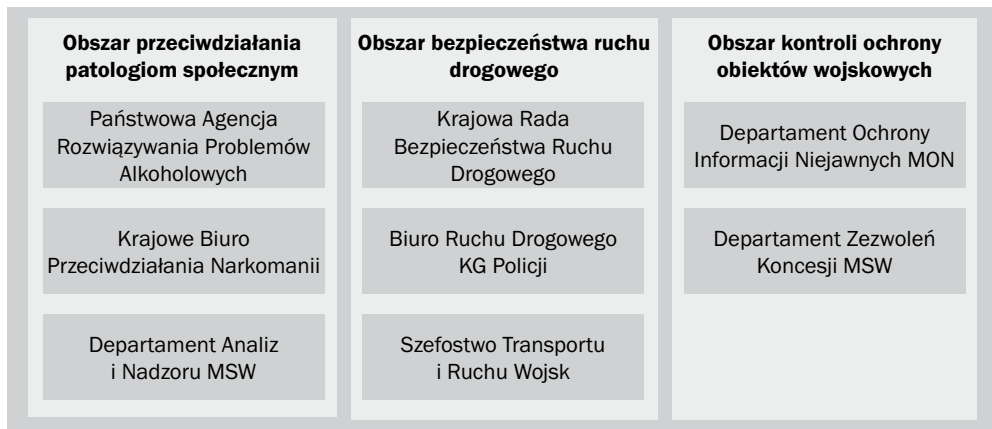 Obszar przeciwdziałania
patologiom społecznym
Państwowa Agencja
Rozwiązywania Problemów
Alkoholowych
Krajowe Biuro
Przeciwdziałania Narkomanii
Departament Analiz
i Nadzoru MSW
Obszar bezpieczeństwa ruchu
drogowego
Krajowa Rada
Bezpieczeństwa Ruchu
Drogowego
Biuro Ruchu Drogowego
KG Policji
Szefostwo Transportu
i Ruchu Wojsk
Obszar kontroli ochrony
obiektów wojskowych
Departament Ochrony
Informacji Niejawnych MON
Departament Zezwoleń
Koncesji MSW